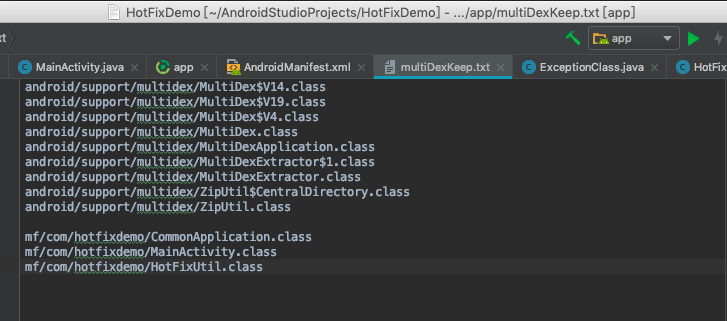 HotFixDemo [~/AndroidStudioProjects/HotFixDemo] - .../app/multiDexKeep.txt [app]
xt
app
MainActivity.java
app
AndroidManifest.xml
multiDexKeep.txt
ExceptionClass.java
HotFix
android/support/multidex/MultiDex$V14.class
android/support/multidex/MultiDex$V19.class
android/support/multidex/MultiDex$V4.class
android/support/multidex/MultiDex.class
android/support/multidex/MultiDexApplication.class
android/support/multidex/MultiDexExtractor$1.class
android/support/multidex/MultiDexExtractor.class
android/support/multidex/ZipUtil$CentralDirectory.class
android/support/multidex/ZipUtil.class
mf/com/hotfixdemo/CommonApplication.class
mf/com/hotfixdemo/MainActivity.class
mf/com/hotfixdemo/HotFixUtil.class